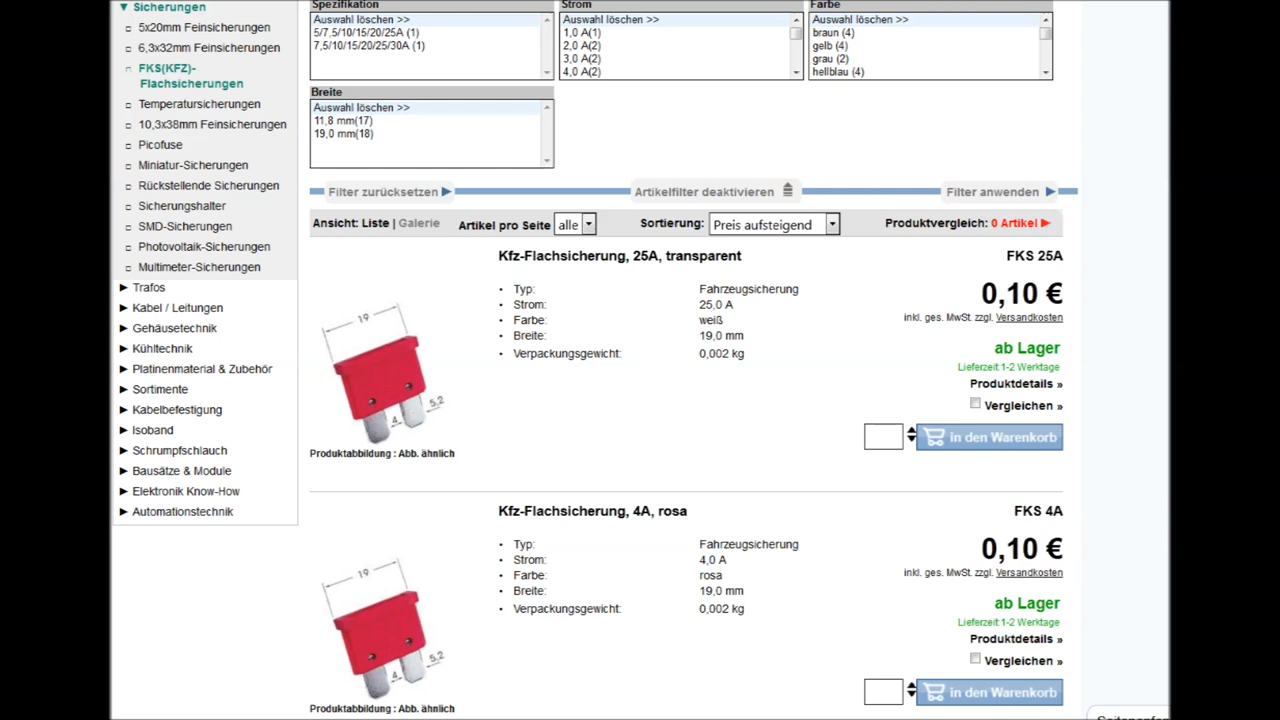 Sicherungen
5x20mm Feinsicherungen
6,3x32mm Feinsicherungen
FKS(KFZ)-
Flachsicherungen
Temperatursicherungen
10,3x38mm Feinsicherungen
Picofuse
Miniatur-Sicherungen
Rückstellende Sicherungen
Sicherungshalter
SMD-Sicherungen
Photovoltaik-Sicherungen
Multimeter-Sicherungen
Trafos
Kabel / Leitungen
Gehäusetechnik
Kühltechnik
Platinenmaterial & Zubehör
Sortimente
Kabelbefestigung
Isoband
Schrumpfschlauch
Bausätze & Module
Elektronik Know-How
Automationstechnik
Spezifikation
Auswahl löschen >>
5/7,5/10/15/20/25A (1)
7,5/10/15/20/25/30A (1)
Strom
Auswahl löschen >>
1,0 A(1)
2,0 A(2)
3,0 A(2)
4,0 A(2)
Farbe
Auswahl löschen >>
braun (4)
gelb (4)
grau (2)
hellblau (4)
Breite
Auswahl löschen >>
11,8 mm(17)
19,0 mm(18)
Filter zurücksetzen Artikelfilter deaktivieren Filter anwenden
Ansicht: Liste | Galerie Artikel pro Seite alle Sortierung: Preis aufsteigend Produktvergleich: 0 Artikel
Kfz-Flachsicherung, 25A, transparent FKS 25A
Typ: Fahrzeugsicherung
Strom: 25,0 A
Farbe: weiß
Breite: 19,0 mm
Verpackungsgewicht: 0,002 kg
19
4
5,2
Produktabbildung : Abb. ähnlich
0,10 €
inkl. ges. MwSt. zzgl. Versandkosten
ab Lager
Lieferzeit 1-2 Werktage
Produktdetails »
Vergleichen »
in den Warenkorb
Kfz-Flachsicherung, 4A, rosa FKS 4A
Typ: Fahrzeugsicherung
Strom: 4,0 A
Farbe: rosa
Breite: 19,0 mm
Verpackungsgewicht: 0,002 kg
19
4
5,2
Produktabbildung : Abb. ähnlich
0,10 €
inkl. ges. MwSt. zzgl. Versandkosten
ab Lager
Lieferzeit 1-2 Werktage
Produktdetails »
Vergleichen »
in den Warenkorb